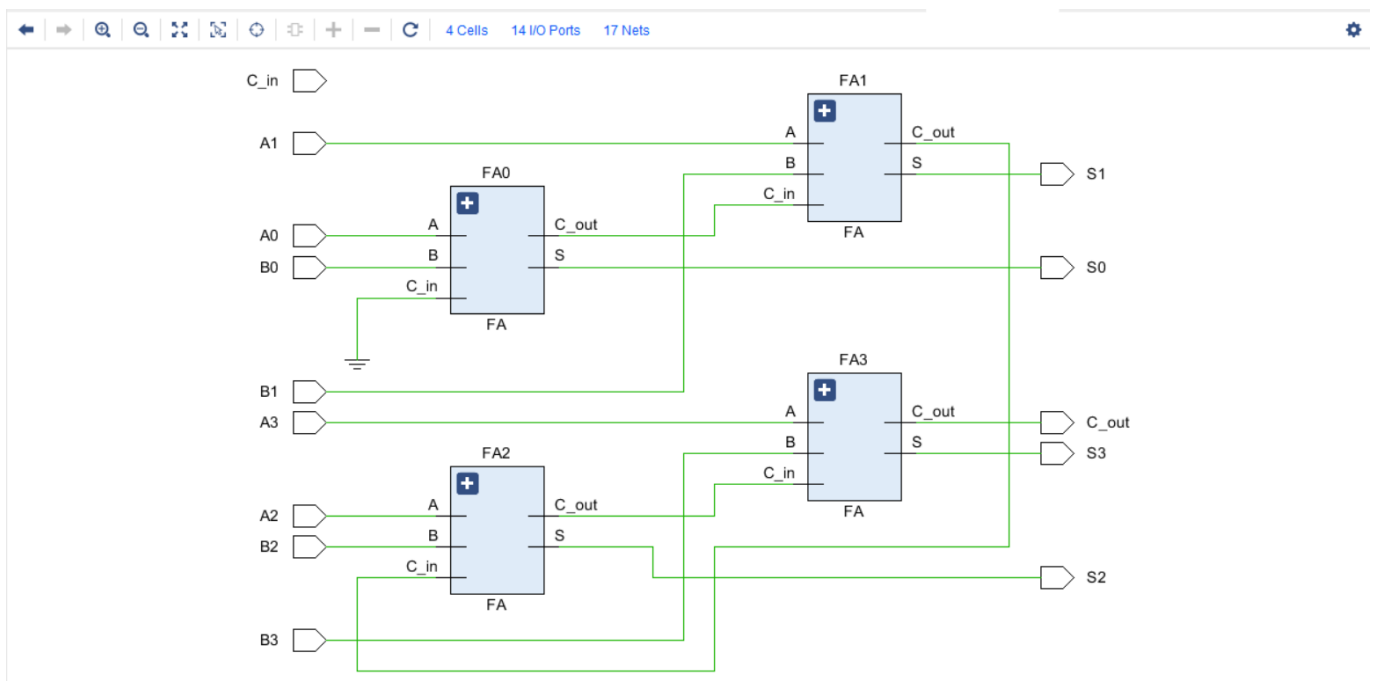 4 Cells 14 I/O Ports 17 Nets
C_in
FA1
A1
A C_out
B S
S1
C_in
FA
FA0
A0
A C_out
B0
B S
S0
C_in
FA
B1
FA3
A3
A C_out
C_out
B S
S3
C_in
FA
FA2
A2
A C_out
B2
B S
C_in
S2
FA
B3